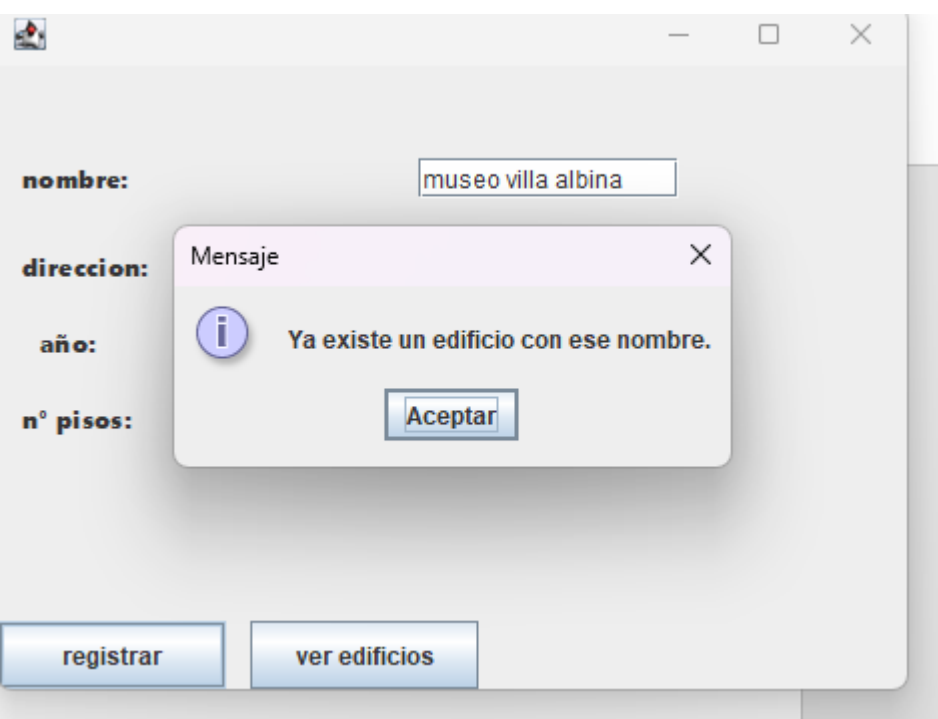 nombre:
museo villa albina
direccion:
Mensaje
Ya existe un edificio con ese nombre.
Aceptar
año:
n° pisos:
registrar
ver edificios